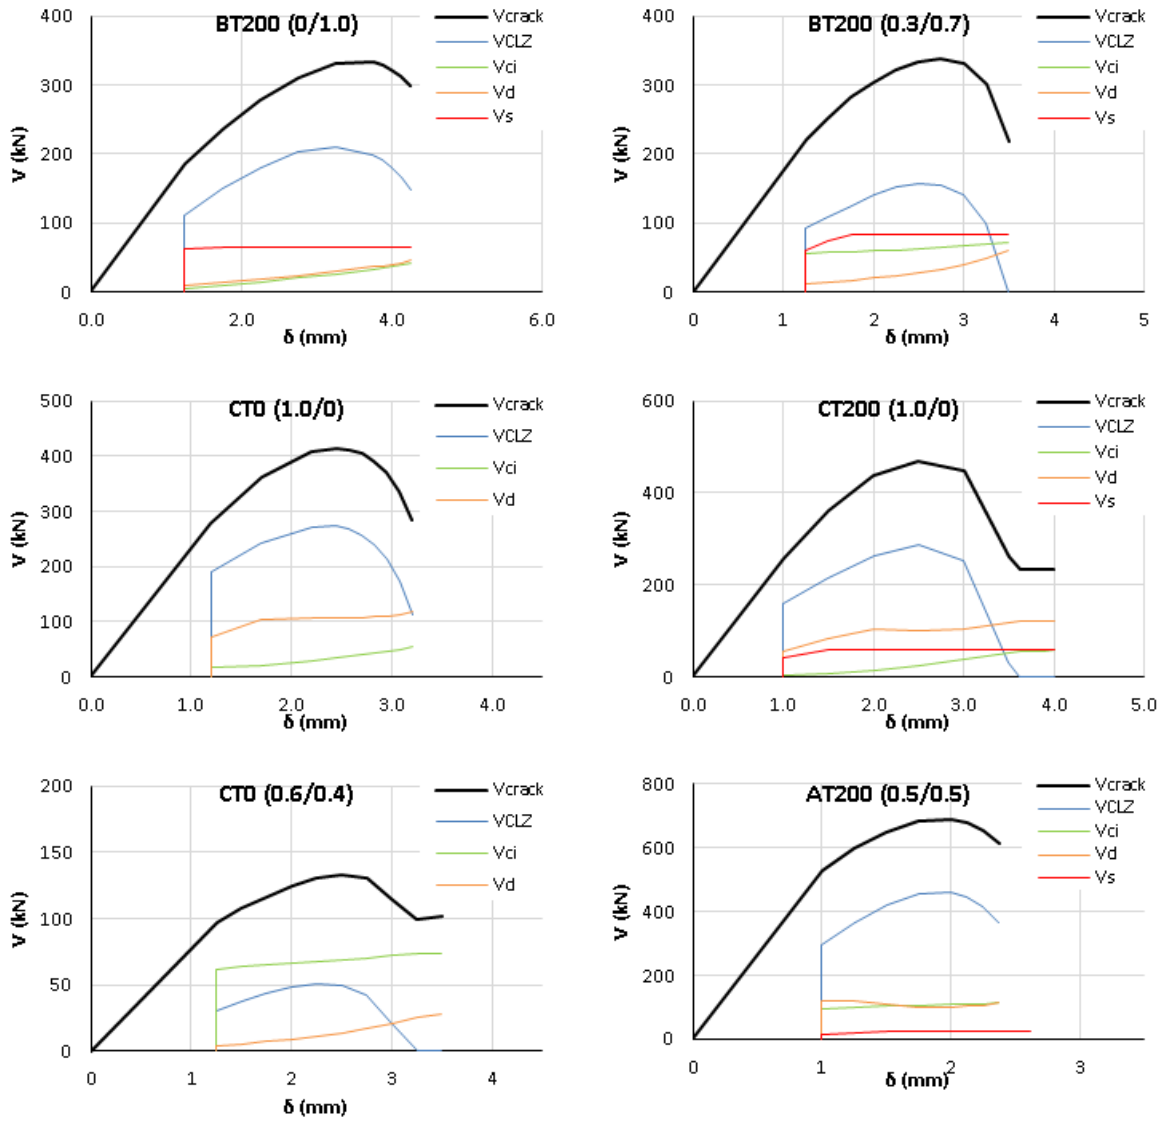 BT200 (0/1.0)
Vcrack
VCLZ
Vci
Vd
Vs
400
300
200
100
0
V (kN)
0.0 2.0 4.0 6.0
δ (mm)
BT200 (0.3/0.7)
Vcrack
VCLZ
Vci
Vd
Vs
400
300
200
100
0
V (kN)
0 1 2 3 4 5
δ (mm)
CT0 (1.0/0)
Vcrack
VCLZ
Vci
Vd
500
400
300
200
100
0
V (kN)
0.0 1.0 2.0 3.0 4.0
δ (mm)
CT200 (1.0/0)
Vcrack
VCLZ
Vci
Vd
Vs
600
400
200
0
V (kN)
0.0 1.0 2.0 3.0 4.0 5.0
δ (mm)
CT0 (0.6/0.4)
Vcrack
VCLZ
Vci
Vd
200
150
100
50
0
V (kN)
0 1 2 3 4
δ (mm)
AT200 (0.5/0.5)
Vcrack
VCLZ
Vci
Vd
Vs
800
600
400
200
0
V (kN)
0 1 2 3
δ (mm)